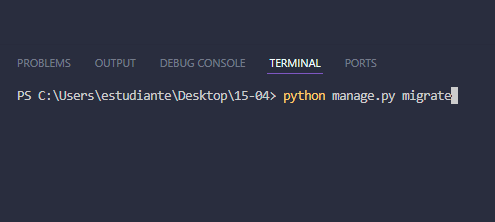 PROBLEMS OUTPUT DEBUG CONSOLE TERMINAL PORTS
PS C:\Users\estudiante\Desktop\15-04> python manage.py migrate